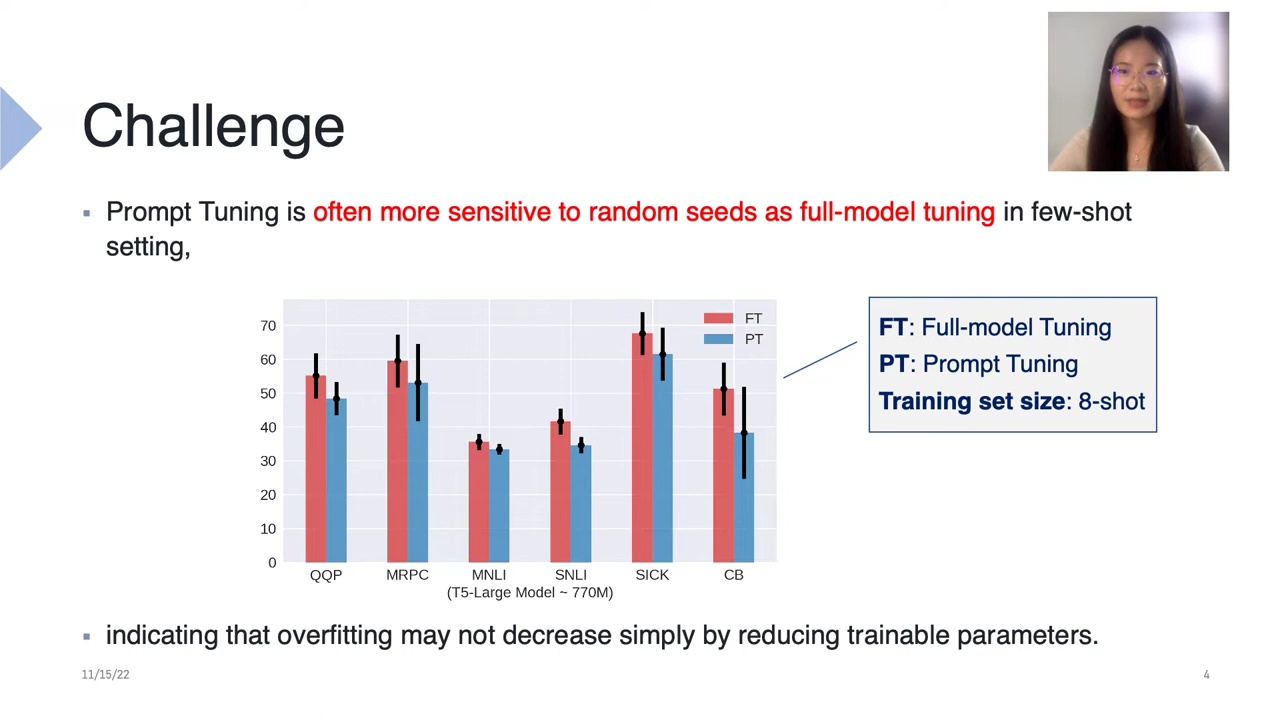 Challenge
▪ Prompt Tuning is often more sensitive to random seeds as full-model tuning in few-shot
setting,
70
60
50
40
30
20
10
0
FT
PT
QQP MRPC MNLI SNLI SICK CB
(T5-Large Model ~ 770M)
FT: Full-model Tuning
PT: Prompt Tuning
Training set size: 8-shot
▪ indicating that overfitting may not decrease simply by reducing trainable parameters.
11/15/22
4